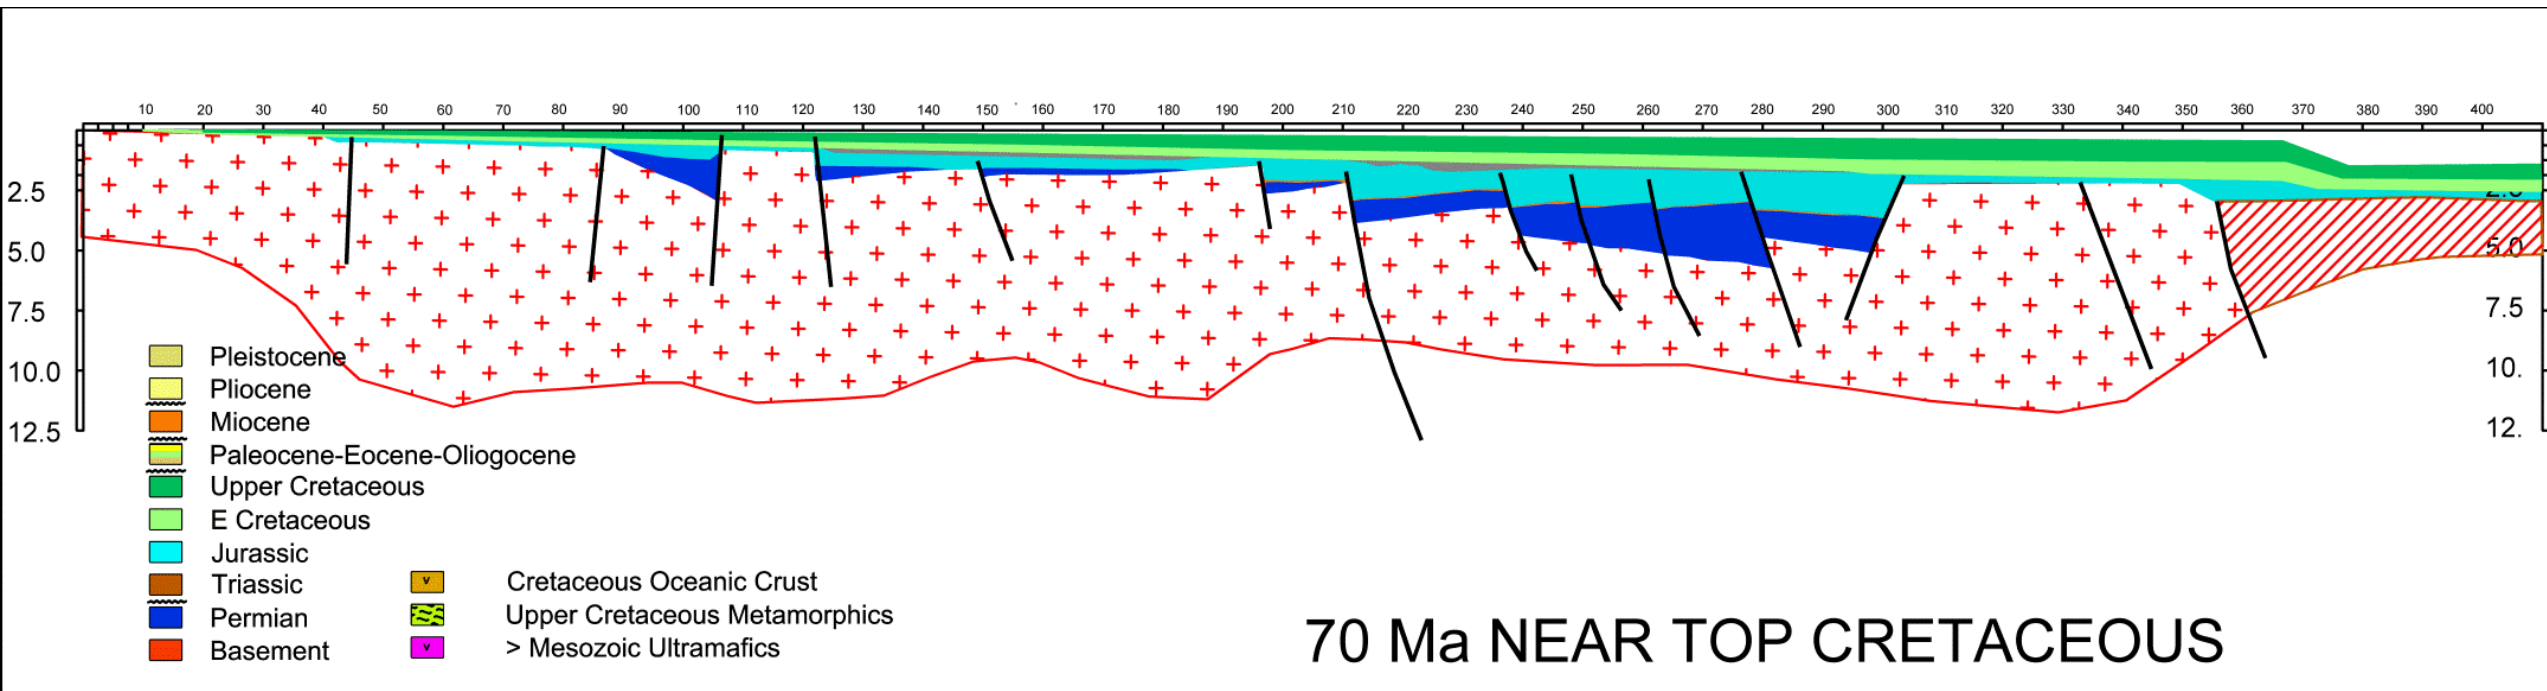 10 20 30 40 50 60 70 80 90 100 110 120 130 140 150 160 170 180 190 200 210 220 230 240 250 260 270 280 290 300 310 320 330 340 350 360 370 380 390 400
2.5 2.5
5.0 5.0
7.5 7.5
10.0 10.
12.5 12.
Pleistocene
Pliocene
Miocene
Paleocene-Eocene-Oliogocene
Upper Cretaceous
E Cretaceous
Jurassic
Triassic
Permian
Basement
v Cretaceous Oceanic Crust
Upper Cretaceous Metamorphics
v > Mesozoic Ultramafics
70 Ma NEAR TOP CRETACEOUS